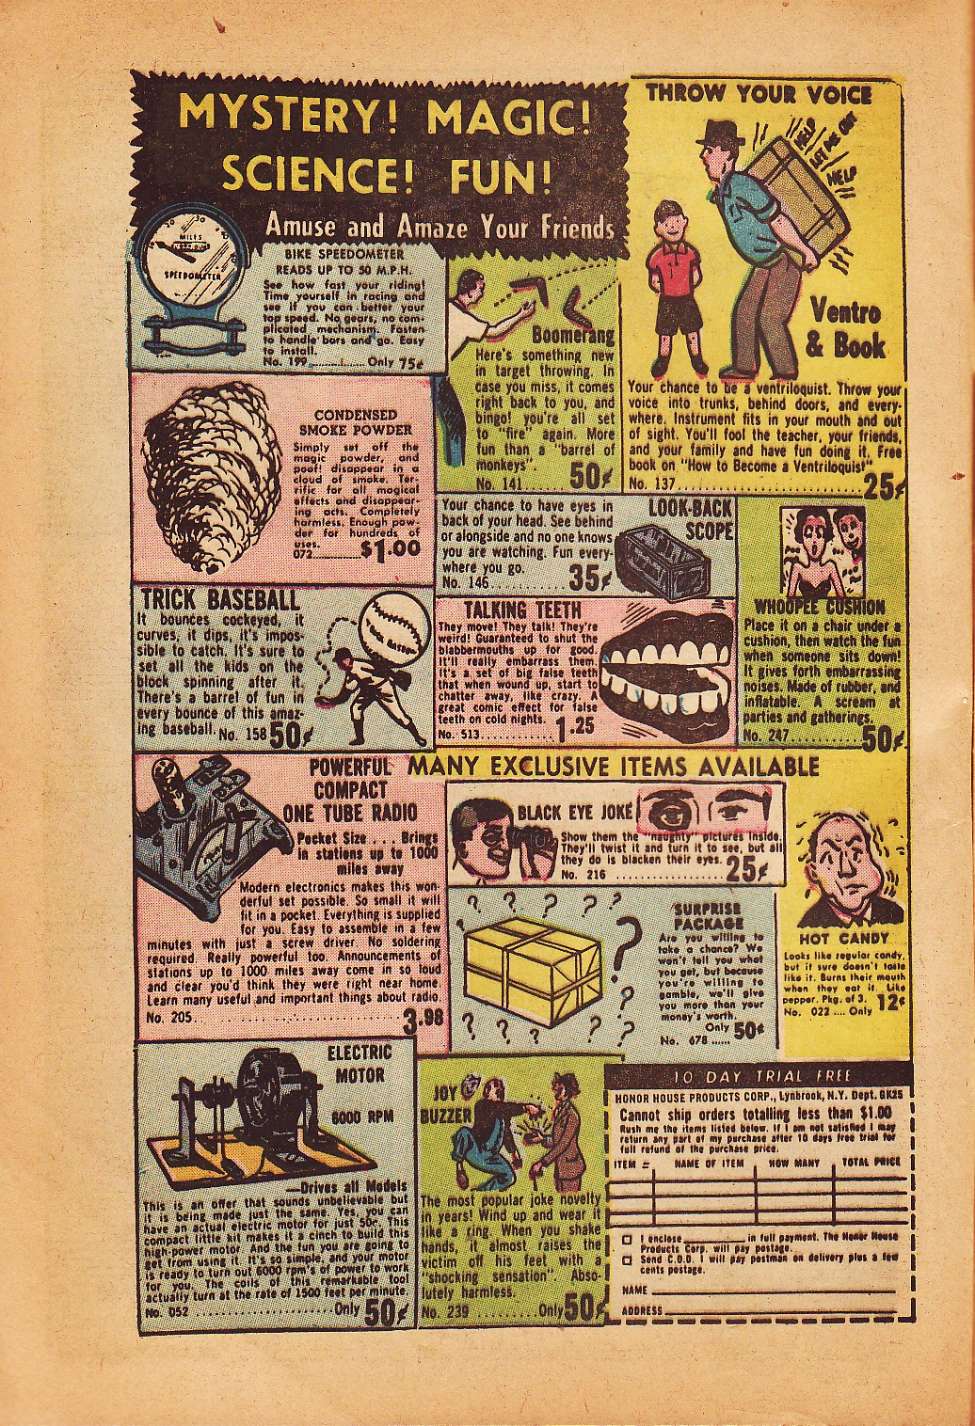 MYSTERY! MAGIC!
SCIENCE! FUN!
Amuse and Amaze Your Friends
THROW YOUR VOICE
HELP
LET ME OUT
HELP
Ventro
& Book
Your chance to be a ventriloquist. Throw your
voice into trunks, behind doors, and every-
where. Instrument fits in your mouth and out
of sight. You'll fool the teacher, your friends,
and your family and have fun doing it. Free
book on "How to Become a Ventriloquist"
No. 137 25¢
30
MILES
SPEEDOMETER
BIKE SPEEDOMETER
READS UP TO 50 M.P.H.
See how fast your riding!
Time yourself in racing and
see if you can better your
top speed. No gears, no com-
plicated mechanism. Fasten
to handle bars and go. Easy
to install.
No. 199 Only 75¢
Boomerang
Here's something new
in target throwing. In
case you miss, it comes
right back to you, and
bingo! you're all set
to "fire" again. More
fun than a "barrel of
monkeys".
No. 141 50¢
CONDENSED
SMOKE POWDER
Simply set off the
magic powder, and
poof! disappear in a
cloud of smoke. Ter-
rific for all magical
effects and disappear-
ing acts. Completely
harmless. Enough pow-
der for hundreds of
uses.
072 $1.00
LOOK-BACK
SCOPE
Your chance to have eyes in
back of your head. See behind
or alongside and no one knows
you are watching. Fun every-
where you go.
No. 146 35¢
WHOOPEE CUSHION
Place it on a chair under a
cushion, then watch the fun
when someone sits down!
It gives forth embarrassing
noises. Made of rubber, and
inflatable. A scream at
parties and gatherings.
No. 247 50¢
TRICK BASEBALL
It bounces cockeyed, it
curves, it dips, it's impos-
sible to catch. It's sure to
set all the kids on the
block spinning after it.
There's a barrel of fun in
every bounce of this amaz-
ing baseball. No. 158 50¢
TRICK BASEBALL
TALKING TEETH
They move! They talk! They're
weird! Guaranteed to shut the
blabbermouths up for good.
It'll really embarrass them.
It's a set of big false teeth
that when wound up, start to
chatter away, like crazy. A
great comic effect for false
teeth on cold nights.
No. 513 1.25
MANY EXCLUSIVE ITEMS AVAILABLE
POWERFUL
COMPACT
ONE TUBE RADIO
Pocket Size . . . Brings
in stations up to 1000
miles away
Modern electronics makes this won-
derful set possible. So small it will
fit in a pocket. Everything is supplied
for you. Easy to assemble in a few
minutes with just a screw driver. No soldering
required. Really powerful too. Announcements of
stations up to 1000 miles away come in so loud
and clear you'd think they were right near home.
Learn many useful and important things about radio.
No. 205 3.98
BLACK EYE JOKE
Show them the "naughty" pictures inside.
They'll twist it and turn it to see, but all
they do is blacken their eyes.
No. 216 25¢
? ? ? ? ?
SURPRISE
PACKAGE
Are you willing to
take a chance? We
won't tell you what
you get, but because
you're willing to
gamble, we'll give
you more than your
money's worth.
Only 50¢
No. 678
? ? ? ? ?
HOT CANDY
Looks like regular candy,
but it sure doesn't taste
like it. Burns their mouth
when they eat it. Like
pepper. Pkg. of 3. 12¢
No. 022 .... Only
ELECTRIC
MOTOR
6000 RPM
—Drives all Models
This is an offer that sounds unbelievable but
it is being made just the same. Yes, you can
have an actual electric motor for just 50c. This
compact little kit makes it a cinch to build this
high-power motor. And the fun you are going to
get from using it. It's so simple, and your motor
is ready to turn out 6000 rpm's of power to work
for you. The coils of this remarkable tool
actually turn at the rate of 1500 feet per minute.
No. 052 Only 50¢
JOY
BUZZER
The most popular joke novelty
in years! Wind up and wear it
like a ring. When you shake
hands, it almost raises the
victim off his feet with a
"shocking sensation". Abso-
lutely harmless.
No. 239 Only 50¢
10 DAY TRIAL FREE
HONOR HOUSE PRODUCTS CORP., Lynbrook, N.Y. Dept. GK25
Cannot ship orders totalling less than $1.00
Rush me the items listed below. If I am not satisfied I may
return any part of my purchase after 10 days free trial for
full refund of the purchase price.
ITEM # NAME OF ITEM HOW MANY TOTAL PRICE
I enclose in full payment. The Honor House
Products Corp. will pay postage.
Send C.O.D. I will pay postman on delivery plus a few
cents postage.
NAME
ADDRESS